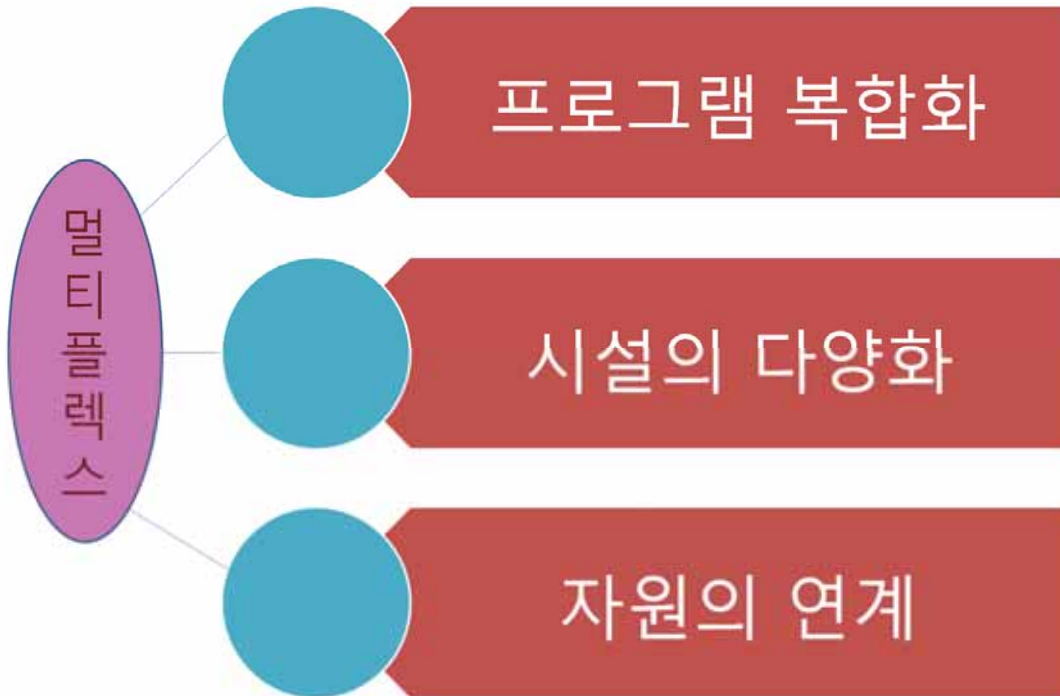 멀티플렉스
프로그램 복합화
시설의 다양화
자원의 연계